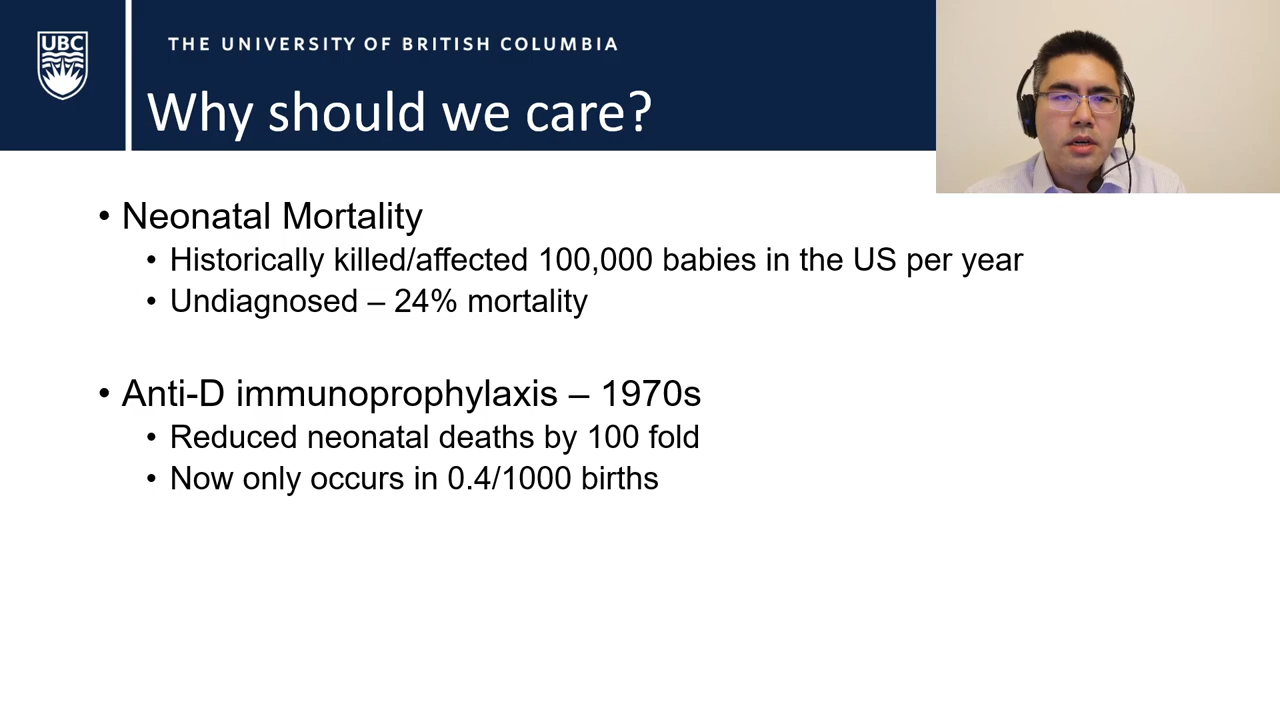 UBC
THE UNIVERSITY OF BRITISH COLUMBIA
Why should we care?
• Neonatal Mortality
• Historically killed/affected 100,000 babies in the US per year
• Undiagnosed – 24% mortality
• Anti-D immunoprophylaxis – 1970s
• Reduced neonatal deaths by 100 fold
• Now only occurs in 0.4/1000 births